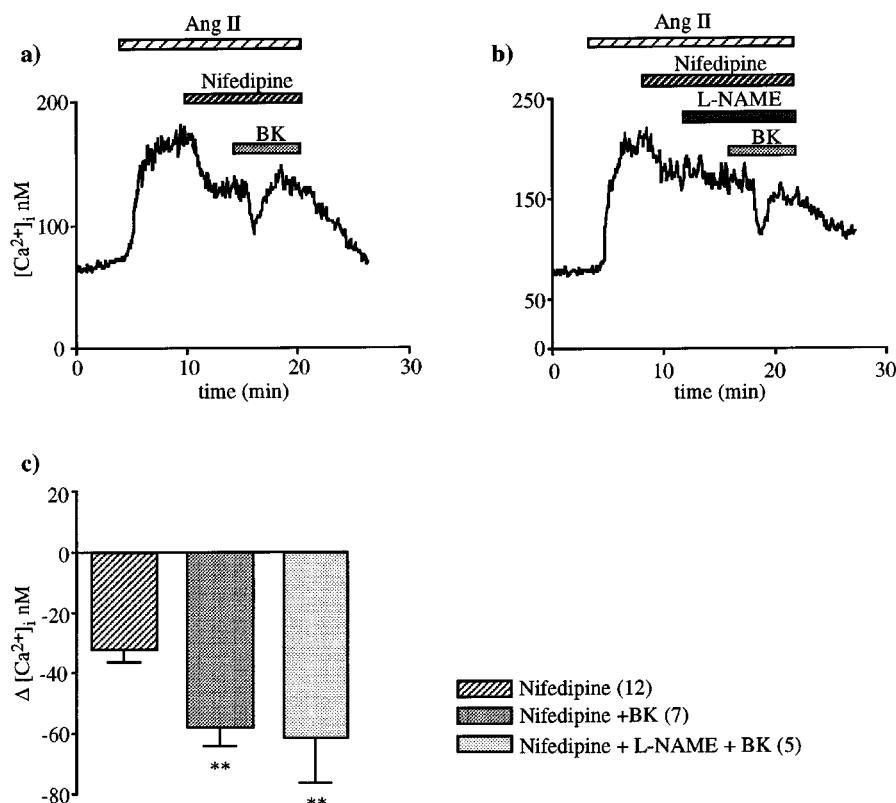 a)
Ang II
Nifedipine
BK
200
100
0
[Ca²⁺]ᵢ nM
0 10 20 30
time (min)
b)
Ang II
Nifedipine
L-NAME
BK
250
150
50
0
0 10 20 30
time (min)
c)
20
0
-20
-40
-60
-80
Δ [Ca²⁺]ᵢ nM
**
**
Nifedipine (12)
Nifedipine +BK (7)
Nifedipine + L-NAME + BK (5)